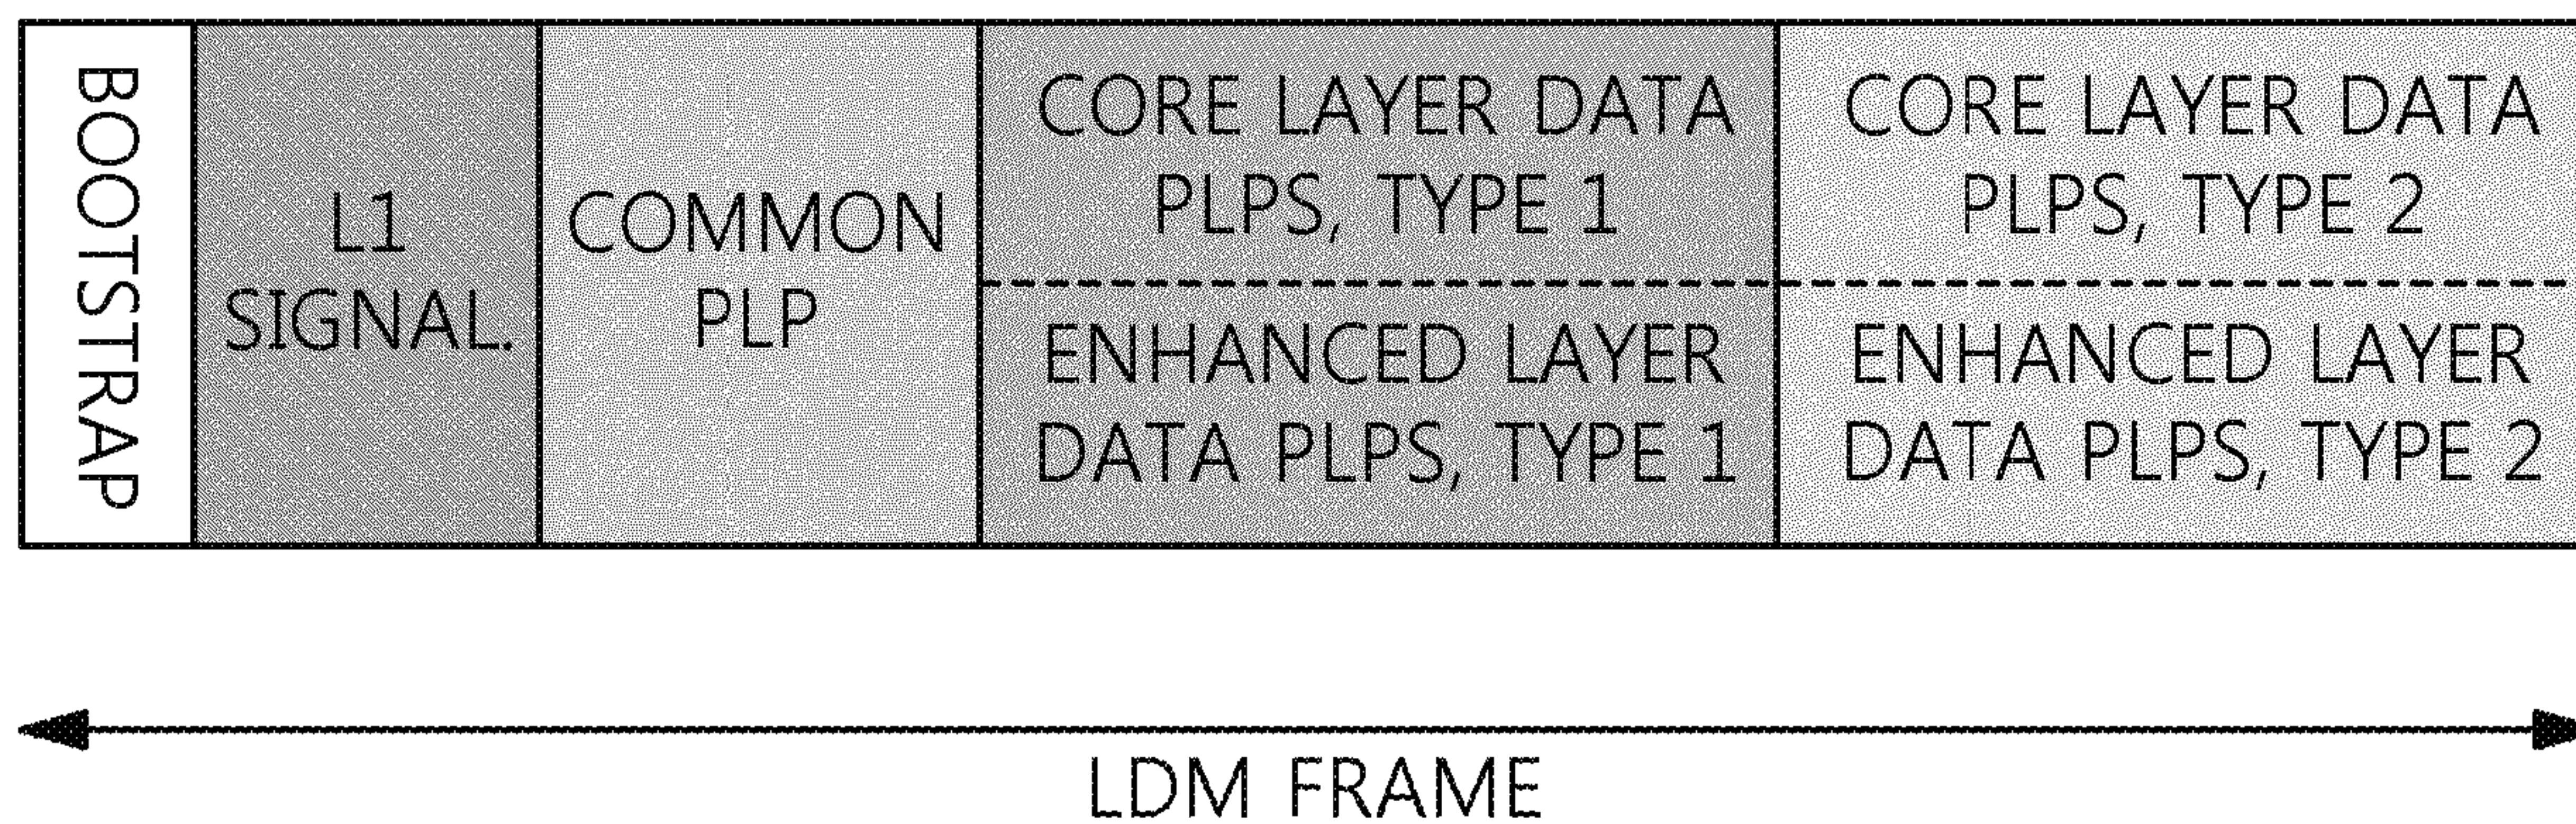 BOOTSTRAP
L1
SIGNAL.
COMMON
PLP
CORE LAYER DATA
PLPS, TYPE 1
ENHANCED LAYER
DATA PLPS, TYPE 1
CORE LAYER DATA
PLPS, TYPE 2
ENHANCED LAYER
DATA PLPS, TYPE 2
LDM FRAME